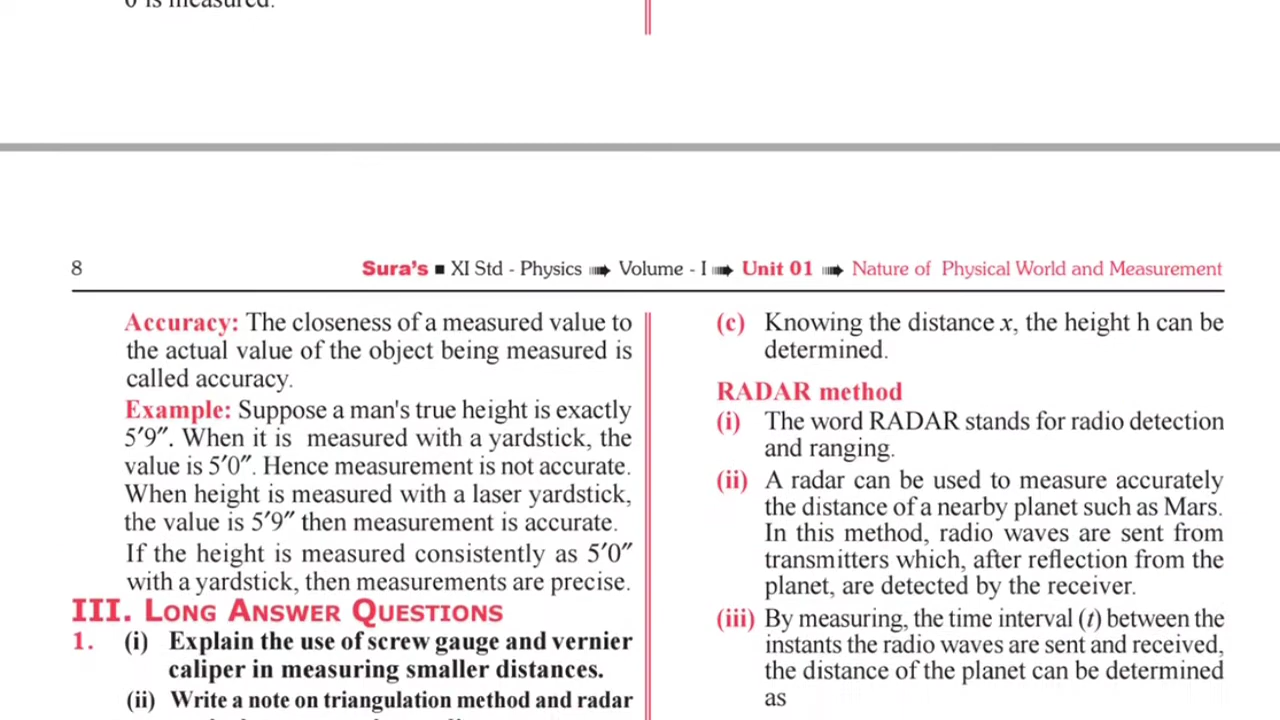 is measured.
8
Sura's ■ XI Std - Physics ➠ Volume - I ➠ Unit 01 ➠ Nature of Physical World and Measurement
Accuracy: The closeness of a measured value to
the actual value of the object being measured is
called accuracy.
Example: Suppose a man's true height is exactly
5′9″. When it is measured with a yardstick, the
value is 5′0″. Hence measurement is not accurate.
When height is measured with a laser yardstick,
the value is 5′9″ then measurement is accurate.
If the height is measured consistently as 5′0″
with a yardstick, then measurements are precise.
III. Long Answer Questions
1. (i) Explain the use of screw gauge and vernier
caliper in measuring smaller distances.
(ii) Write a note on triangulation method and radar
(c) Knowing the distance x, the height h can be
determined.
RADAR method
(i) The word RADAR stands for radio detection
and ranging.
(ii) A radar can be used to measure accurately
the distance of a nearby planet such as Mars.
In this method, radio waves are sent from
transmitters which, after reflection from the
planet, are detected by the receiver.
(iii) By measuring, the time interval (t) between the
instants the radio waves are sent and received,
the distance of the planet can be determined
as